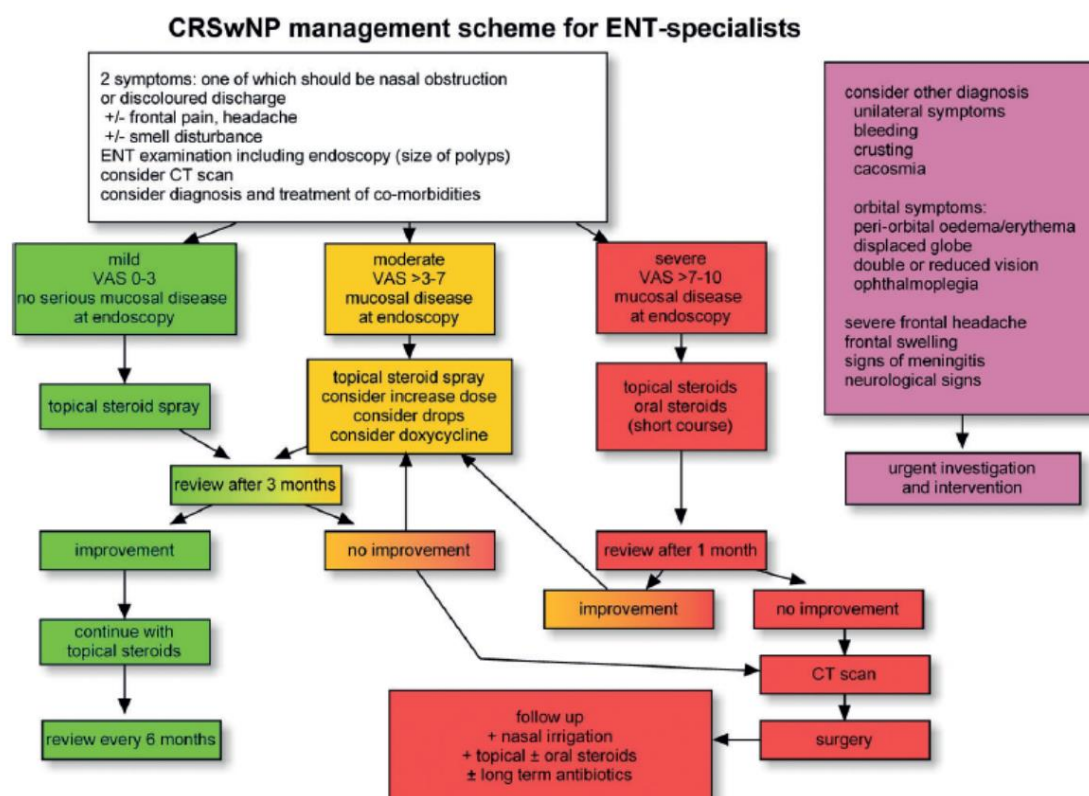 CRSwNP management scheme for ENT-specialists
2 symptoms: one of which should be nasal obstruction
or discoloured discharge
+/- frontal pain, headache
+/- smell disturbance
ENT examination including endoscopy (size of polyps)
consider CT scan
consider diagnosis and treatment of co-morbidities
consider other diagnosis
unilateral symptoms
bleeding
crusting
cacosmia
orbital symptoms:
peri-orbital oedema/erythema
displaced globe
double or reduced vision
ophthalmoplegia
severe frontal headache
frontal swelling
signs of meningitis
neurological signs
urgent investigation
and intervention
mild
VAS 0-3
no serious mucosal disease
at endoscopy
moderate
VAS >3-7
mucosal disease
at endoscopy
severe
VAS >7-10
mucosal disease
at endoscopy
topical steroid spray
topical steroid spray
consider increase dose
consider drops
consider doxycycline
topical steroids
oral steroids
(short course)
review after 3 months
improvement
no improvement
review after 1 month
improvement
no improvement
continue with
topical steroids
CT scan
review every 6 months
follow up
+ nasal irrigation
+ topical ± oral steroids
± long term antibiotics
surgery